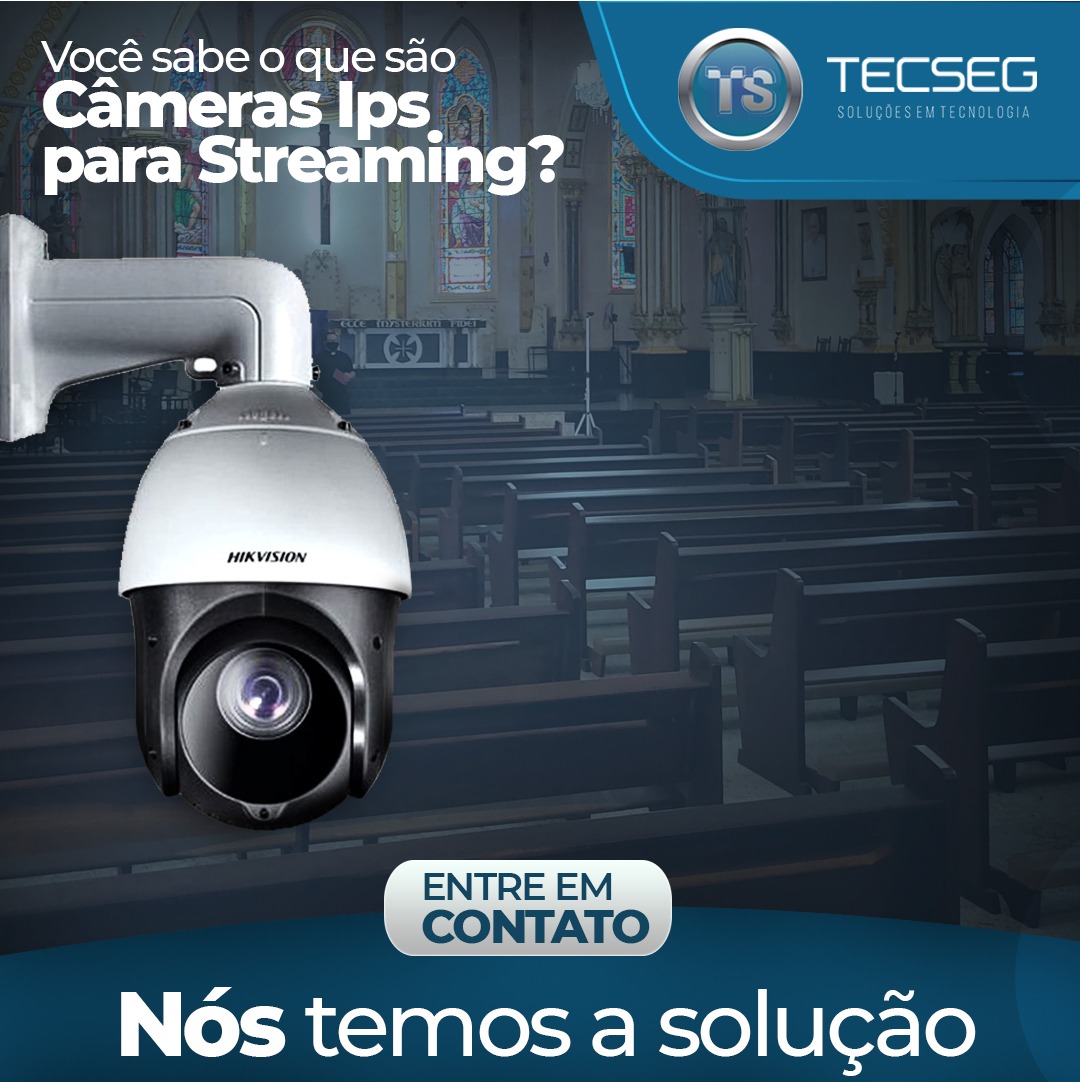 Você sabe o que são
Câmeras Ips
para Streaming?
TS
TECSEG
SOLUÇÕES EM TECNOLOGIA
ECCE MYSTERIUM FIDEI
HIKVISION
ENTRE EM
CONTATO
Nós temos a solução